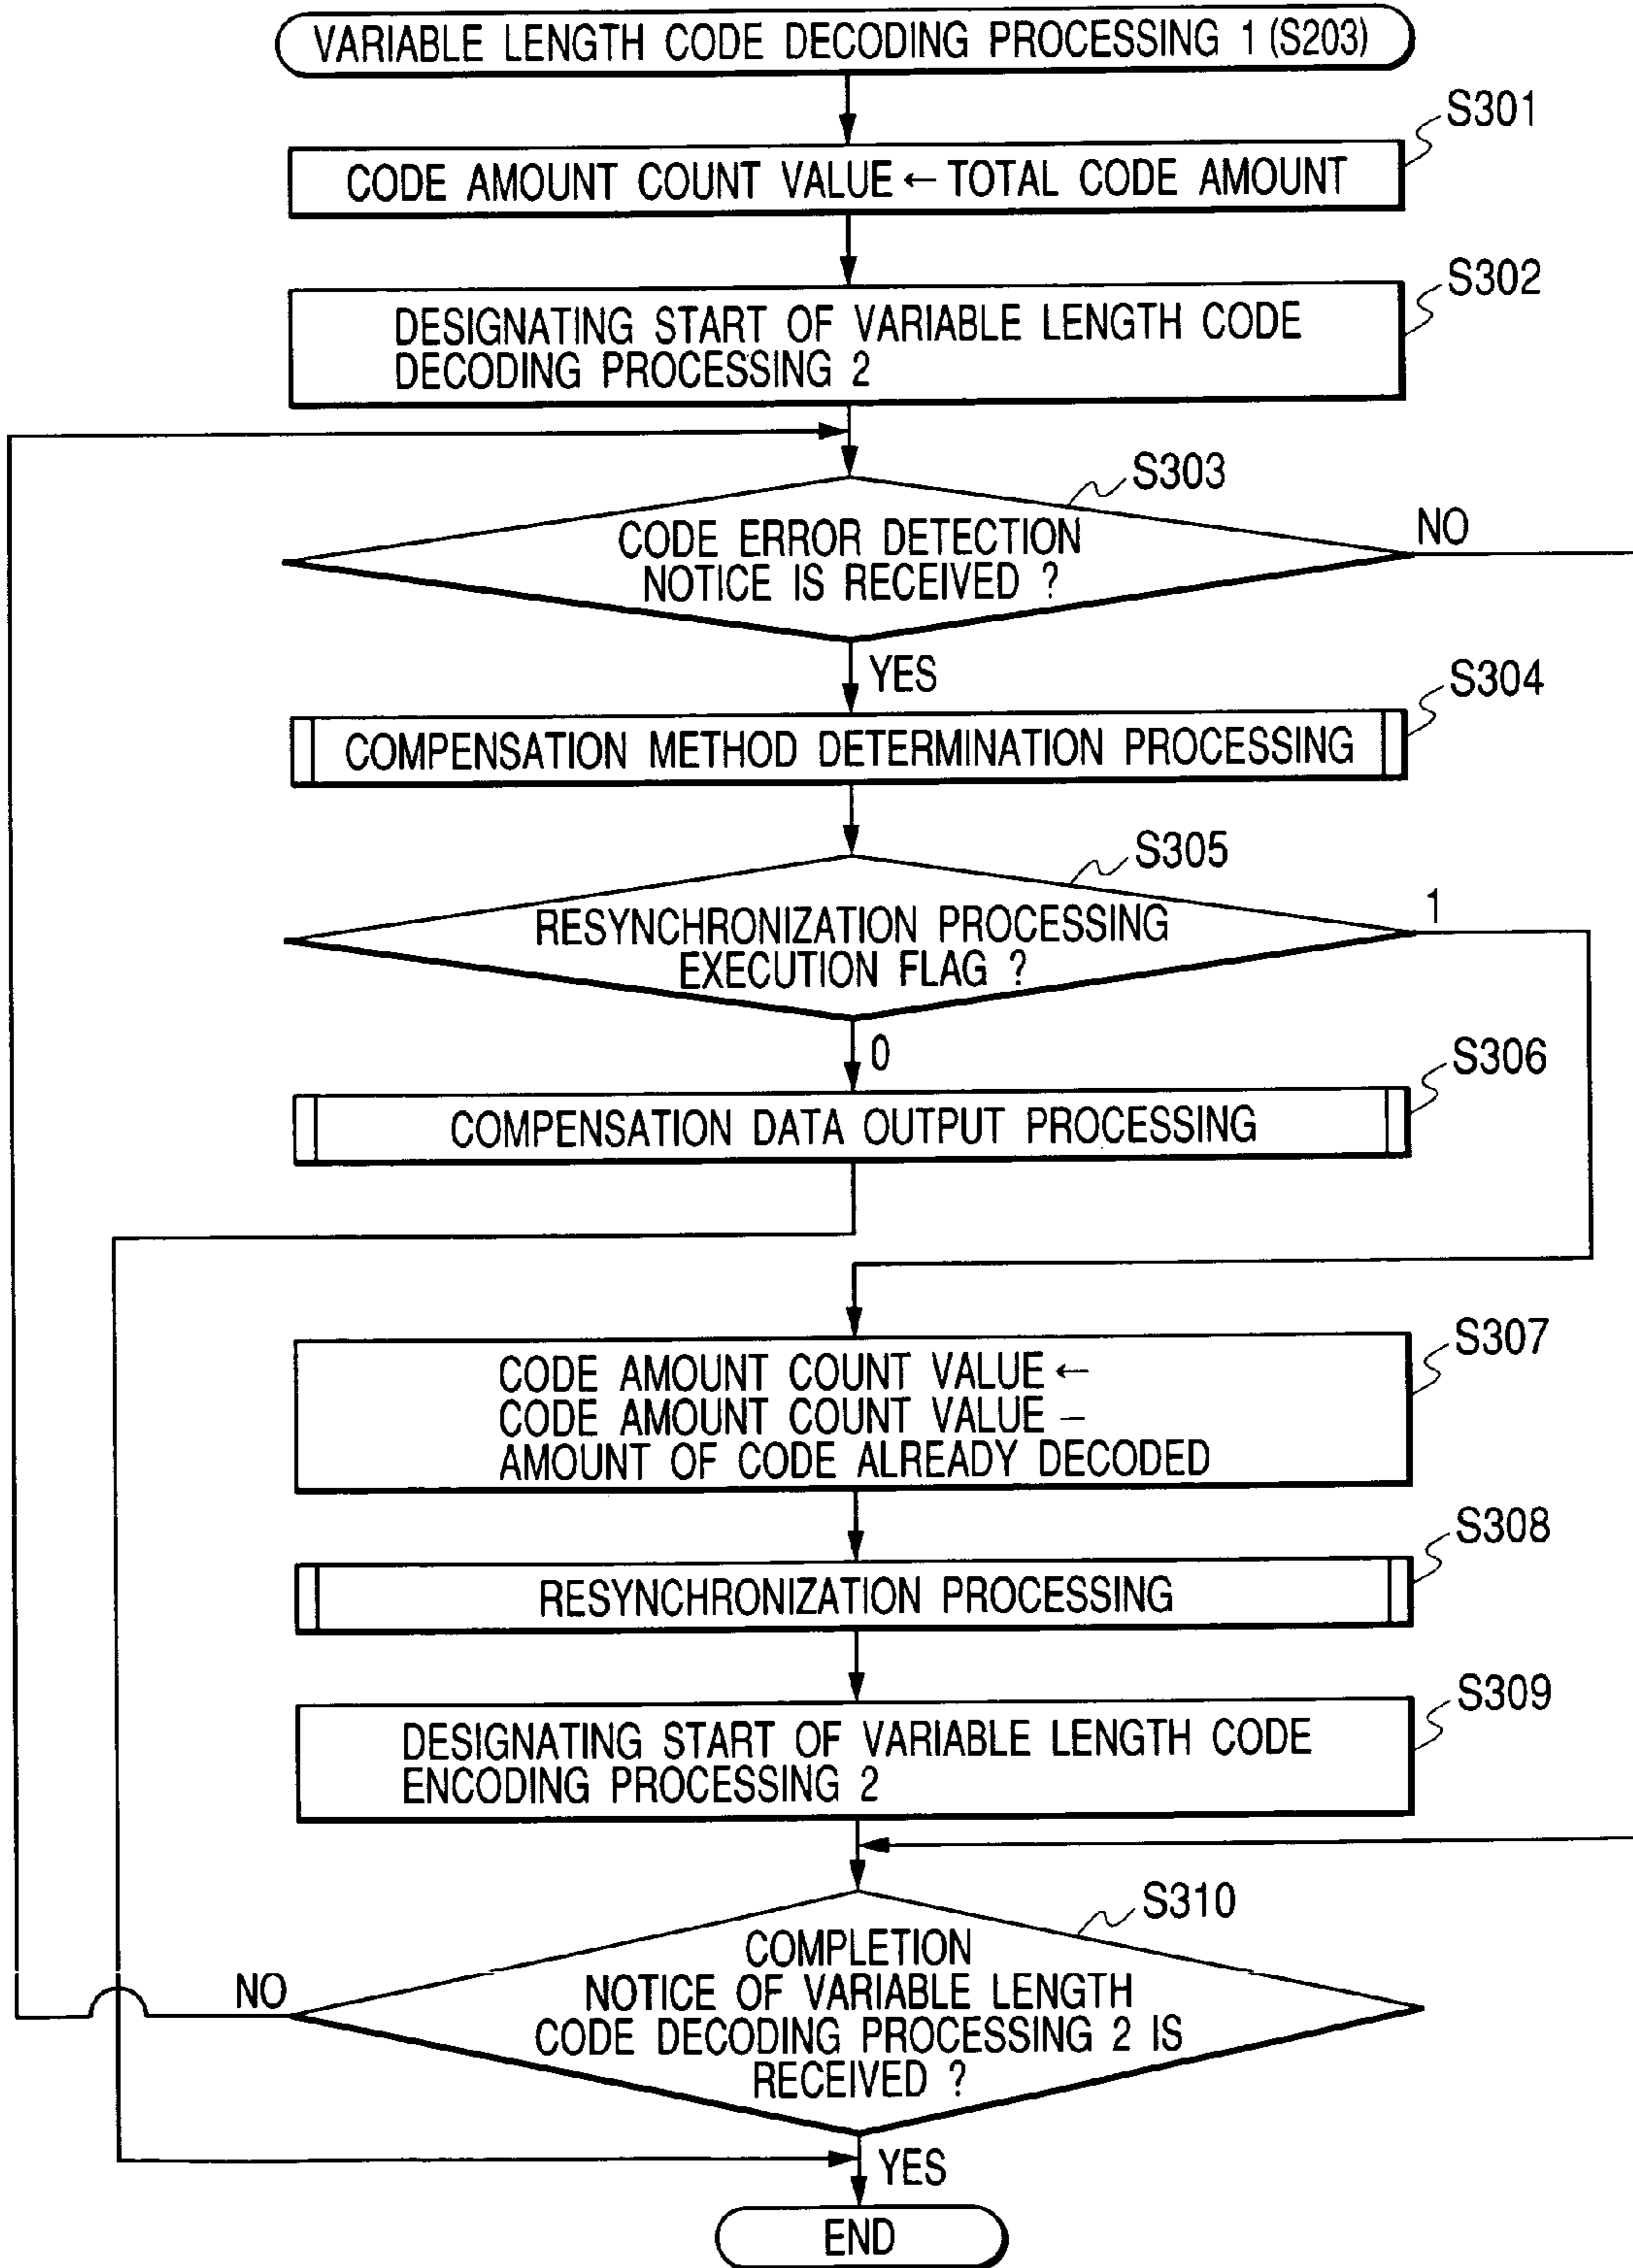 VARIABLE LENGTH CODE DECODING PROCESSING 1 (S203)
S301
CODE AMOUNT COUNT VALUE ← TOTAL CODE AMOUNT
S302
DESIGNATING START OF VARIABLE LENGTH CODE
DECODING PROCESSING 2
S303
CODE ERROR DETECTION
NOTICE IS RECEIVED ?
NO
YES
S304
COMPENSATION METHOD DETERMINATION PROCESSING
S305
RESYNCHRONIZATION PROCESSING
EXECUTION FLAG ?
1
0
S306
COMPENSATION DATA OUTPUT PROCESSING
S307
CODE AMOUNT COUNT VALUE ←
CODE AMOUNT COUNT VALUE –
AMOUNT OF CODE ALREADY DECODED
S308
RESYNCHRONIZATION PROCESSING
S309
DESIGNATING START OF VARIABLE LENGTH CODE
ENCODING PROCESSING 2
S310
COMPLETION
NOTICE OF VARIABLE LENGTH
CODE DECODING PROCESSING 2 IS
RECEIVED ?
NO
YES
END